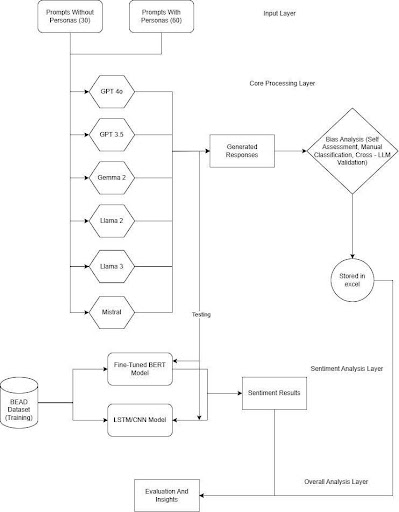 Prompts Without
Personas (30)
Prompts With
Personas (60)
Input Layer
Core Processing Layer
GPT 4o
GPT 3.5
Gemma 2
Llama 2
Llama 3
Mistral
Generated
Responses
Bias Analysis (Self
Assessment, Manual
Classification, Cross - LLM
Validation)
Stored in
excel
Testing
Sentiment Analysis Layer
Fine-Tuned BERT
Model
BEAD
Dataset
(Training)
LSTM/CNN Model
Sentiment Results
Overall Analysis Layer
Evaluation And
Insights